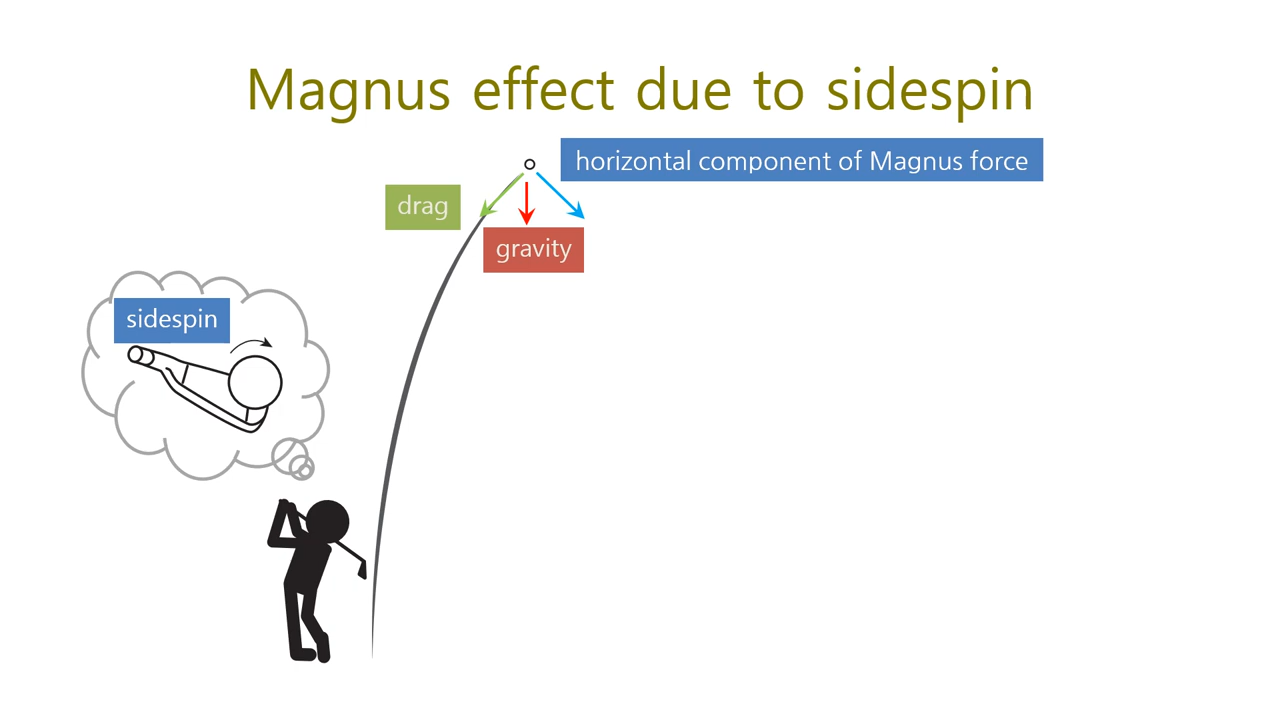 Magnus effect due to sidespin
horizontal component of Magnus force
drag
gravity
sidespin